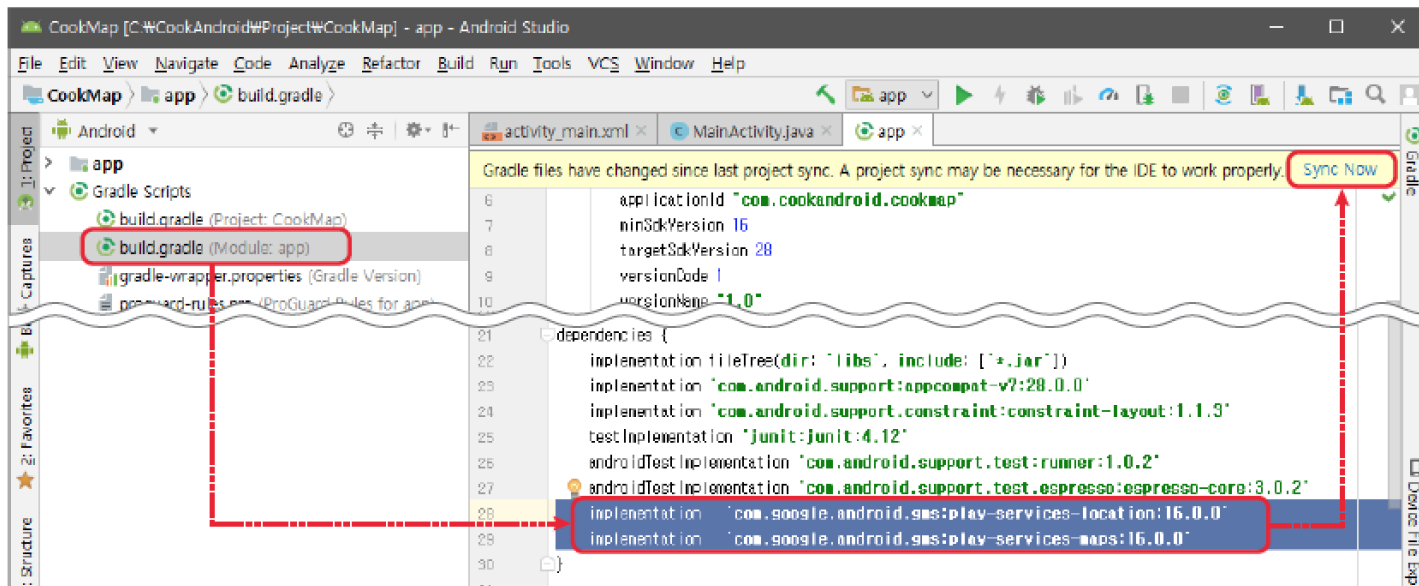 CookMap [C:₩CookAndroid₩Project₩CookMap] - app - Android Studio
File Edit View Navigate Code Analyze Refactor Build Run Tools VCS Window Help
CookMap app build.gradle
app
1: Project
Android
activity_main.xml
MainActivity.java
app
Gradle
app
Gradle Scripts
build.gradle (Project: CookMap)
build.gradle (Module: app)
gradle-wrapper.properties (Gradle Version)
proguard-rules.pro (ProGuard Rules for app)
Captures
2: Favorites
Structure
Gradle files have changed since last project sync. A project sync may be necessary for the IDE to work properly. Sync Now
6 applicationId "com.cookandroid.cookmap"
7 minSdkVersion 16
8 targetSdkVersion 28
9 versionCode 1
10 versionName "1.0"
21 dependencies {
22 implementation fileTree(dir: 'libs', include: ['*.jar'])
23 implementation 'com.android.support:appcompat-v7:28.0.0'
24 implementation 'com.android.support.constraint:constraint-layout:1.1.3'
25 testImplementation 'junit:junit:4.12'
26 androidTestImplementation 'com.android.support.test:runner:1.0.2'
27 androidTestImplementation 'com.android.support.test.espresso:espresso-core:3.0.2'
28 implementation 'com.google.android.gms:play-services-location:16.0.0'
29 implementation 'com.google.android.gms:play-services-maps:16.0.0'
30 }
Device File Exp